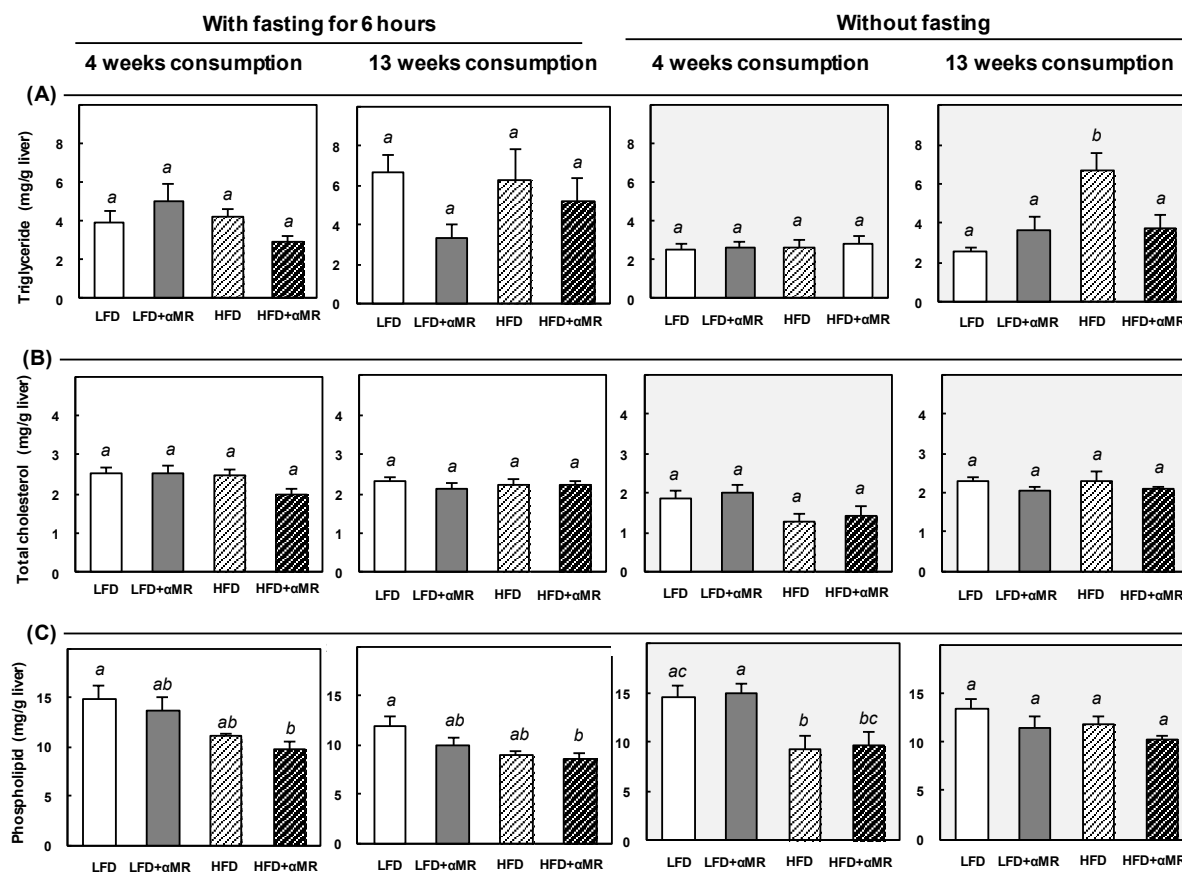 With fasting for 6 hours Without fasting
4 weeks consumption 13 weeks consumption 4 weeks consumption 13 weeks consumption
(A)
Triglyceride (mg/g liver)
8 8 8 8
6 6 6 6
4 4 4 4
2 2 2 2
0 0 0 0
a a a a a a a a a a a a a a b a
LFD LFD+αMR HFD HFD+αMR LFD LFD+αMR HFD HFD+αMR LFD LFD+αMR HFD HFD+αMR LFD LFD+αMR HFD HFD+αMR
(B)
Total cholesterol (mg/g liver)
4 4 4 4
3 3 3 3
2 2 2 2
1 1 1 1
0 0 0 0
a a a a a a a a a a a a a a a a
LFD LFD+αMR HFD HFD+αMR LFD LFD+αMR HFD HFD+αMR LFD LFD+αMR HFD HFD+αMR LFD LFD+αMR HFD HFD+αMR
(C)
Phospholipid (mg/g liver)
15 15 15 15
10 10 10 10
5 5 5 5
0 0 0 0
a ab ab b a ab ab b ac a b bc a a a a
LFD LFD+αMR HFD HFD+αMR LFD LFD+αMR HFD HFD+αMR LFD LFD+αMR HFD HFD+αMR LFD LFD+αMR HFD HFD+αMR